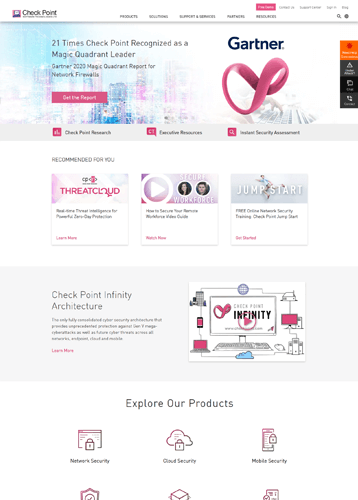 Free Demo
Contact Us
Support Center
Sign In
Blog
Check Point
PRODUCTS
SOLUTIONS
SUPPORT & SERVICES
PARTNERS
RESOURCES
21 Times Check Point Recognized as a
Magic Quadrant Leader
Gartner 2020 Magic Quadrant Report for
Network Firewalls
Get the Report
Gartner
Chat
Check Point Research
Executive Resources
Instant Security Assessment
RECOMMENDED FOR YOU
THREATCLOUD
SECURE
WORKFORCE
JUMP START
Real-time Threat Intelligence for
Powerful Zero-Day Protection
Learn More
How to Secure Your Remote
Workforce Video Guide
Watch Now
FREE Online Network Security
Training: Check Point Jump Start
Get Started
Check Point Infinity
Architecture
The only fully consolidated cyber security architecture that
provides unprecedented protection against Gen V mega-
cyberattacks as well as future cyber threats across all
networks, endpoint, cloud and mobile
Learn More
CHECK POINT
INFINITY
Explore Our Products
Network Security
Cloud Security
Mobile Security